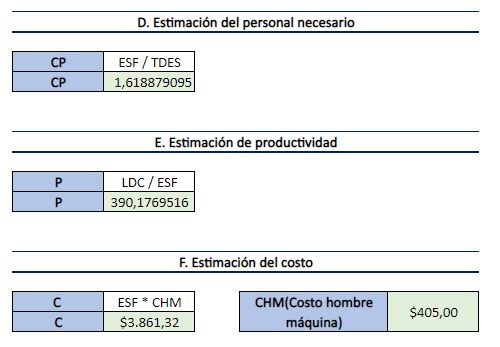 D. Estimación del personal necesario
CP ESF / TDES
CP 1,618879095
E. Estimación de productividad
P LDC / ESF
P 390,1769516
F. Estimación del costo
C ESF * CHM
C $3.861,32
CHM(Costo hombre
máquina)
$405,00